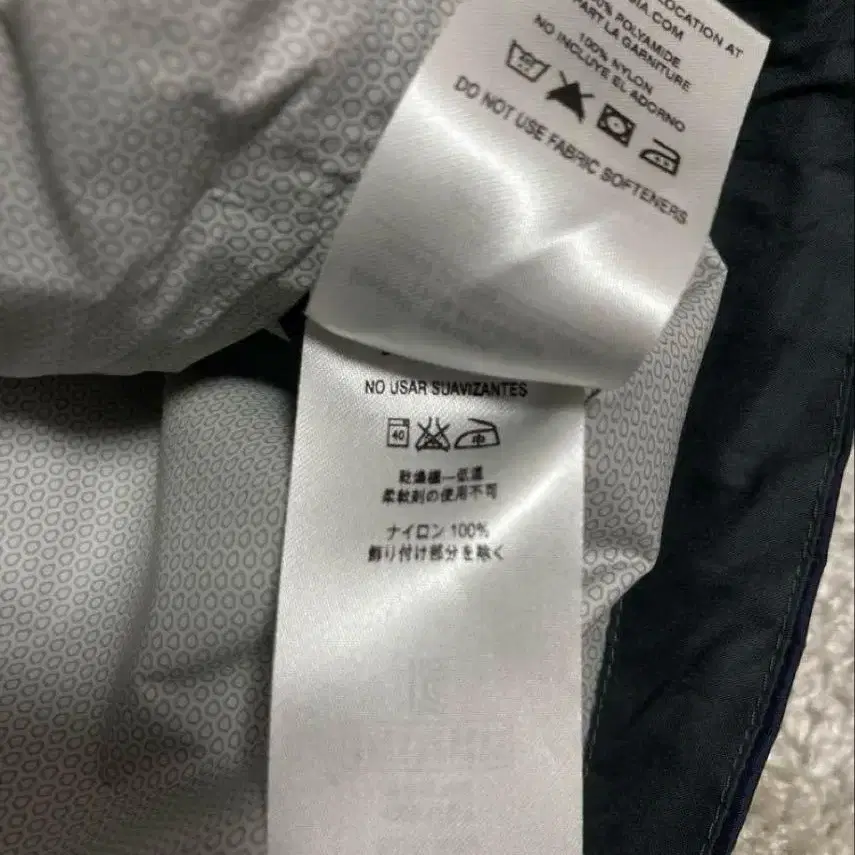 LOCATION AT
IA.COM
% POLYAMIDE
PART LA GARNITURE
100% NYLON
NO INCLUYE EL ADORNO
DO NOT USE FABRIC SOFTENERS
NO USAR SUAVIZANTES
40
中
乾燥機—低温
柔軟剤の使用不可
ナイロン 100%
飾り付け部分を除く